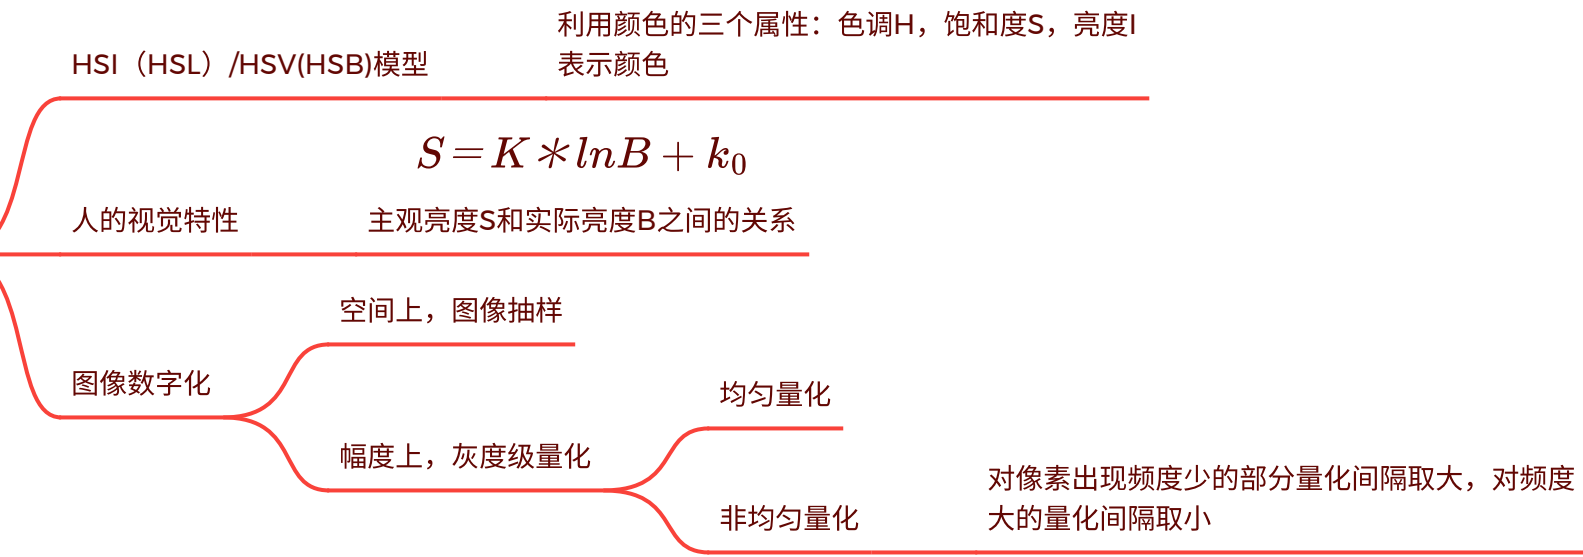 利用颜色的三个属性：色调H，饱和度S，亮度I
表示颜色
HSI（HSL）/HSV(HSB)模型
S=K*lnB+k₀
人的视觉特性
主观亮度S和实际亮度B之间的关系
空间上，图像抽样
图像数字化
均匀量化
幅度上，灰度级量化
对像素出现频度少的部分量化间隔取大，对频度
大的量化间隔取小
非均匀量化